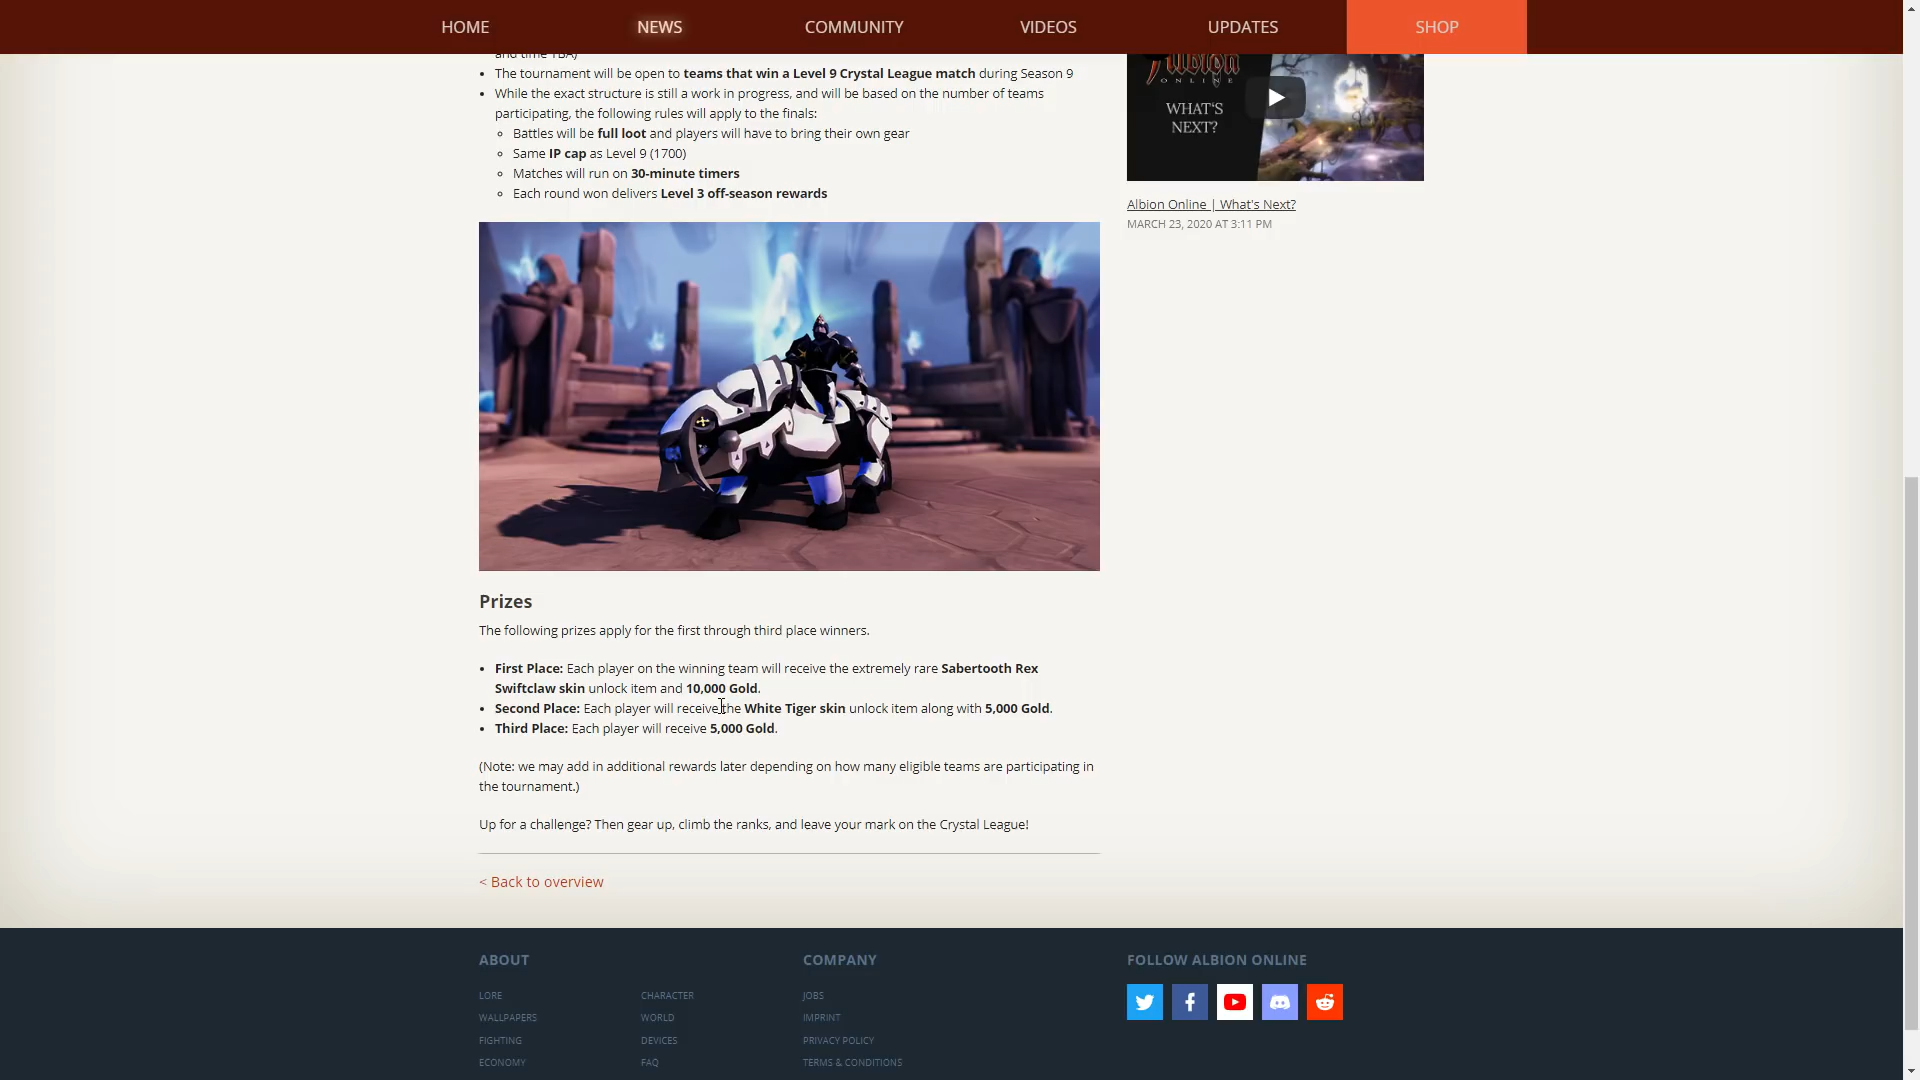 HOME
NEWS
COMMUNITY
VIDEOS
UPDATES
SHOP
and time TBA)
The tournament will be open to teams that win a Level 9 Crystal League match during Season 9
While the exact structure is still a work in progress, and will be based on the number of teams
participating, the following rules will apply to the finals:
Battles will be full loot and players will have to bring their own gear
Same IP cap as Level 9 (1700)
Matches will run on 30-minute timers
Each round won delivers Level 3 off-season rewards
Albion
ONLINE
WHAT'S
NEXT?
Albion Online | What's Next?
MARCH 23, 2020 AT 3:11 PM
Prizes
The following prizes apply for the first through third place winners.
First Place: Each player on the winning team will receive the extremely rare Sabertooth Rex
Swiftclaw skin unlock item and 10,000 Gold.
Second Place: Each player will receive the White Tiger skin unlock item along with 5,000 Gold.
Third Place: Each player will receive 5,000 Gold.
(Note: we may add in additional rewards later depending on how many eligible teams are participating in
the tournament.)
Up for a challenge? Then gear up, climb the ranks, and leave your mark on the Crystal League!
< Back to overview
ABOUT
LORE
WALLPAPERS
FIGHTING
ECONOMY
CHARACTER
WORLD
DEVICES
FAQ
COMPANY
JOBS
IMPRINT
PRIVACY POLICY
TERMS & CONDITIONS
FOLLOW ALBION ONLINE